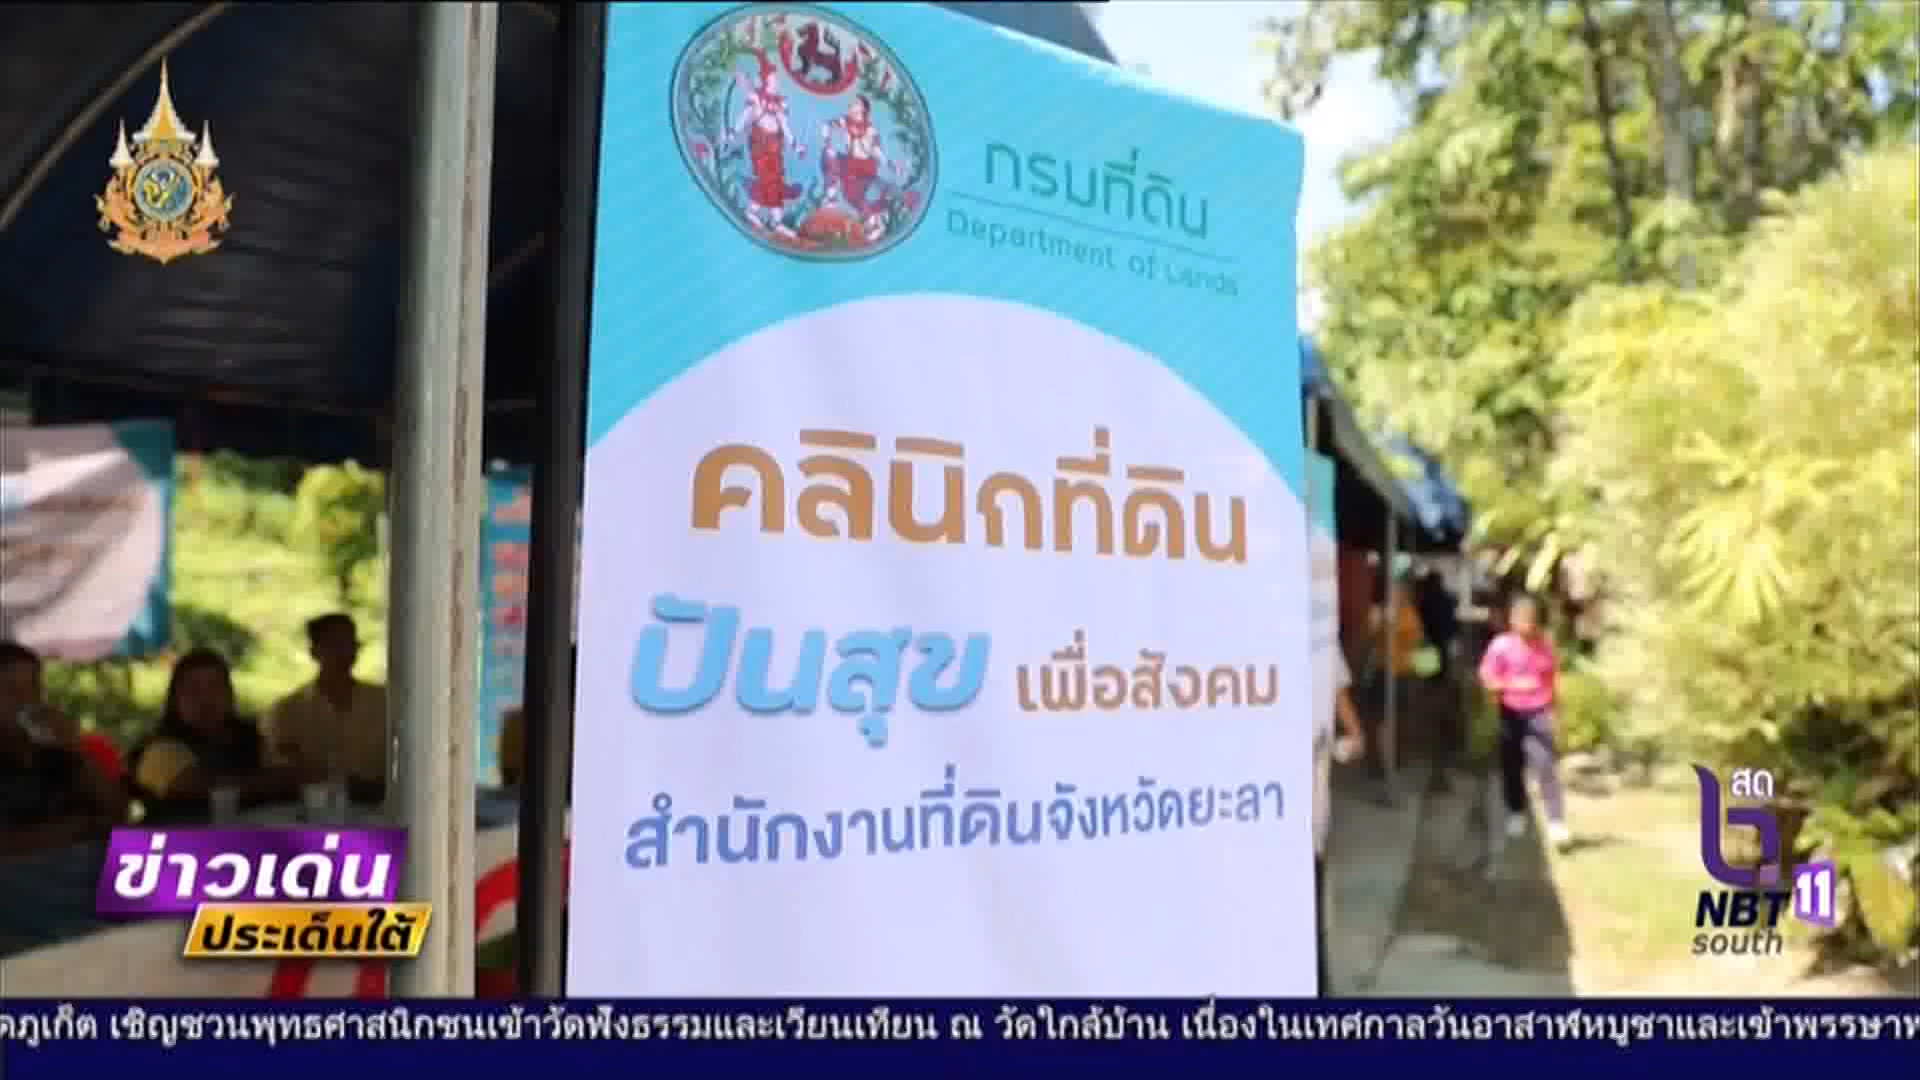 กรมที่ดิน
Department of Lands
คลินิกที่ดิน
ปันสุข เพื่อสังคม
สำนักงานที่ดินจังหวัดยะลา
ข่าวเด่น
ประเด็นใต้
สด
NBT 11
south
ดภูเก็ต เชิญชวนพุทธศาสนิกชนเข้าวัดฟังธรรมและเวียนเทียน ณ วัดใกล้บ้าน เนื่องในเทศกาลวันอาสาฬหบูชาและเข้าพรรษา